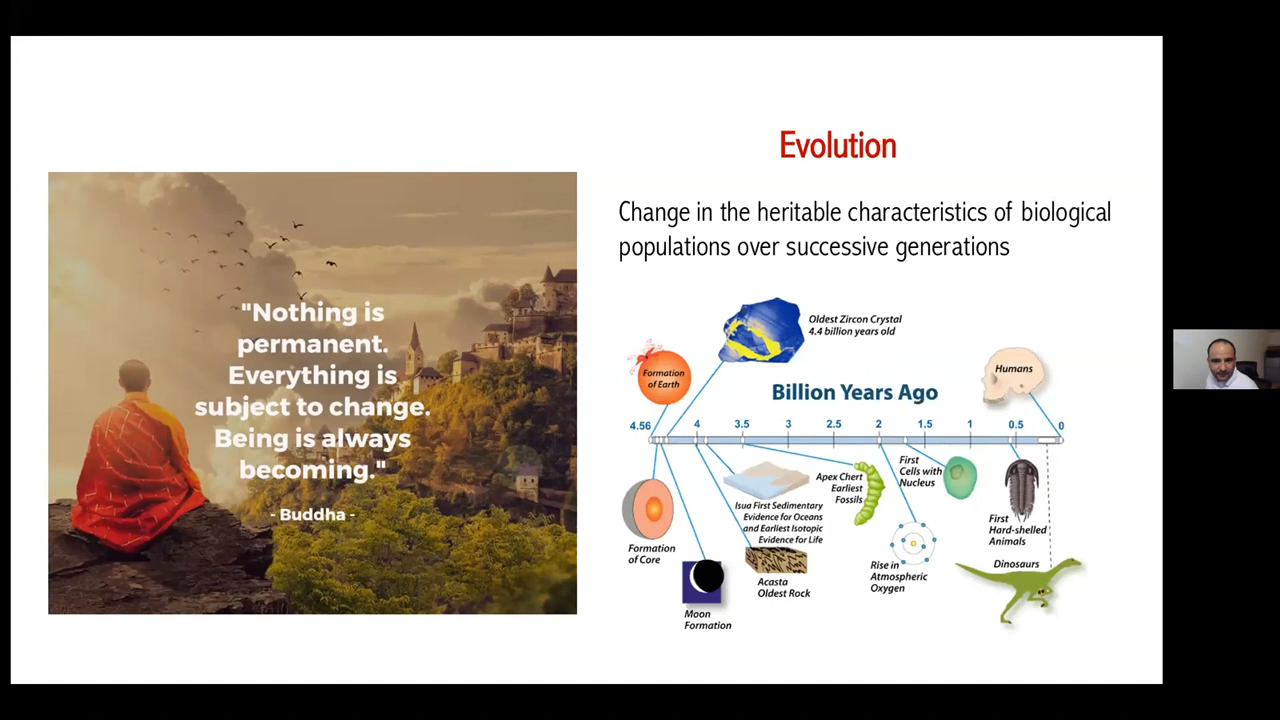 Evolution
Change in the heritable characteristics of biological
populations over successive generations
"Nothing is
permanent.
Everything is
subject to change.
Being is always
becoming."
- Buddha -
Oldest Zircon Crystal
4.4 billion years old
Formation
of Earth
Humans
Billion Years Ago
4.56 4 3.5 3 2.5 2 1.5 1 0.5 0
Formation
of Core
Moon
Formation
Isua First Sedimentary
Evidence for Oceans
and Earliest Isotopic
Evidence for Life
Acasta
Oldest Rock
Apex Chert
Earliest
Fossils
Rise in
Atmospheric
Oxygen
First
Cells with
Nucleus
First
Hard-shelled
Animals
Dinosaurs